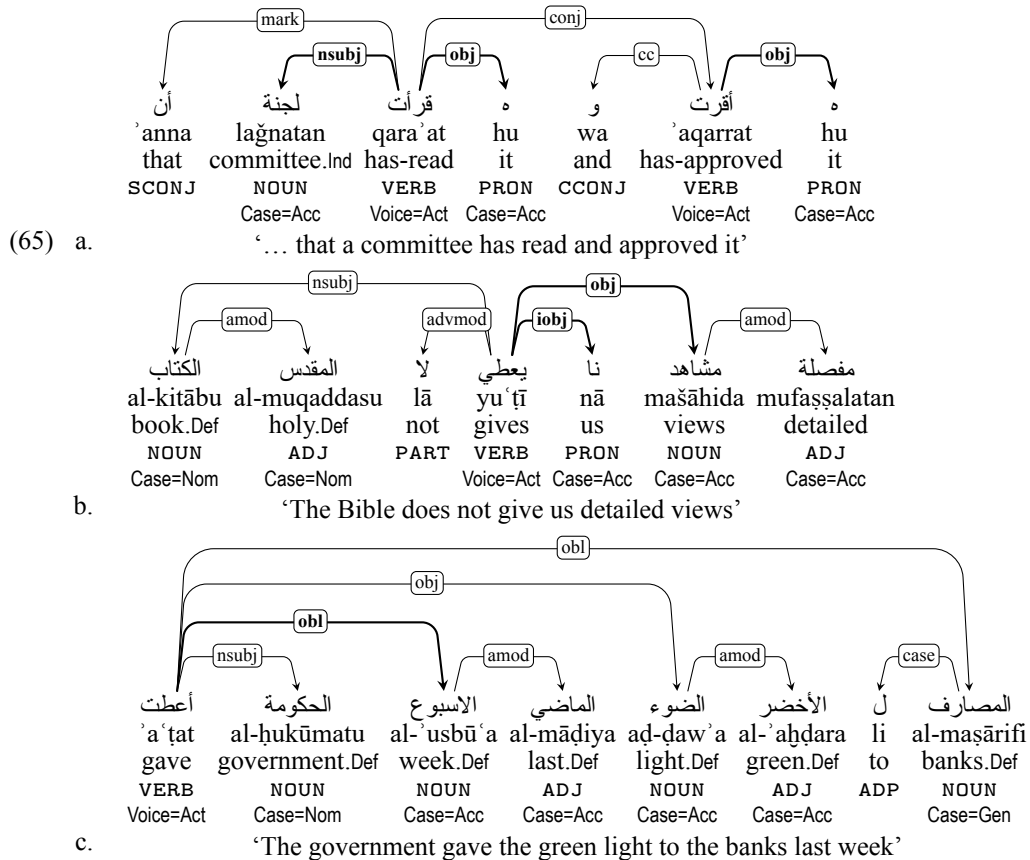 mark conj
nsubj obj cc obj
أن لجنة قرأت ه و أقرت ه
ʾanna laǧnatan qaraʾat hu wa ʾaqarrat hu
that committee.Ind has-read it and has-approved it
SCONJ NOUN VERB PRON CCONJ VERB PRON
Case=Acc Voice=Act Case=Acc Voice=Act Case=Acc
(65) a. ‘… that a committee has read and approved it’
nsubj obj
amod advmod iobj amod
الكتاب المقدس لا يعطي نا مشاهد مفصلة
al-kitābu al-muqaddasu lā yuʿṭī nā mašāhida mufaṣṣalatan
book.Def holy.Def not gives us views detailed
NOUN ADJ PART VERB PRON NOUN ADJ
Case=Nom Case=Nom Voice=Act Case=Acc Case=Acc Case=Acc
b. ‘The Bible does not give us detailed views’
obl
obj
obl
nsubj amod amod case
أعطت الحكومة الاسبوع الماضي الضوء الأخضر ل المصارف
ʾaʿṭat al-ḥukūmatu al-ʾusbūʿa al-māḍiya aḍ-ḍawʾa al-ʾaḫḍara li al-maṣārifi
gave government.Def week.Def last.Def light.Def green.Def to banks.Def
VERB NOUN NOUN ADJ NOUN ADJ ADP NOUN
Voice=Act Case=Nom Case=Acc Case=Acc Case=Acc Case=Acc Case=Gen
c. ‘The government gave the green light to the banks last week’